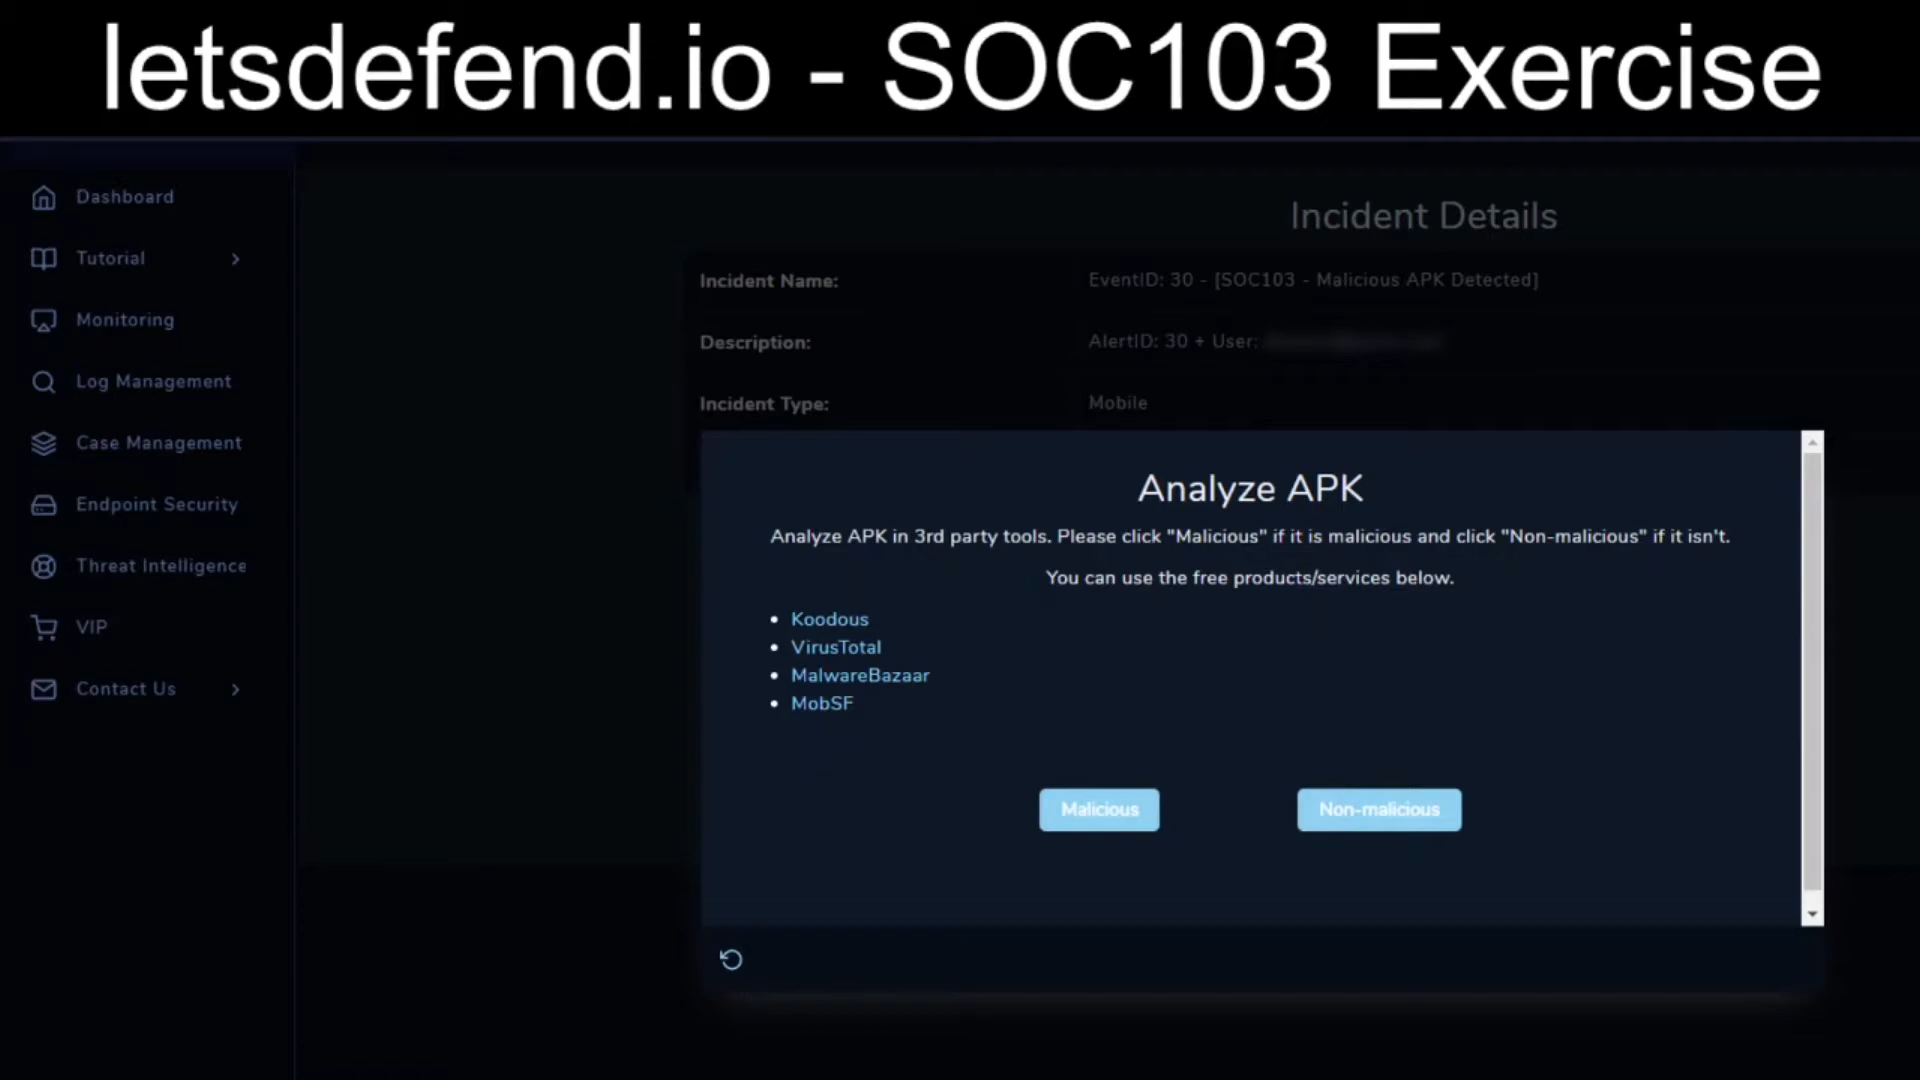 letsdefend.io - SOC103 Exercise
Dashboard
Tutorial
Monitoring
Log Management
Case Management
Endpoint Security
Threat Intelligence
VIP
Contact Us
Incident Details
Incident Name: EventID: 30 - [SOC103 - Malicious APK Detected]
Description: AlertID: 30 + User:
Incident Type: Mobile
Analyze APK
Analyze APK in 3rd party tools. Please click "Malicious" if it is malicious and click "Non-malicious" if it isn't.
You can use the free products/services below.
Koodous
VirusTotal
MalwareBazaar
MobSF
Malicious Non-malicious